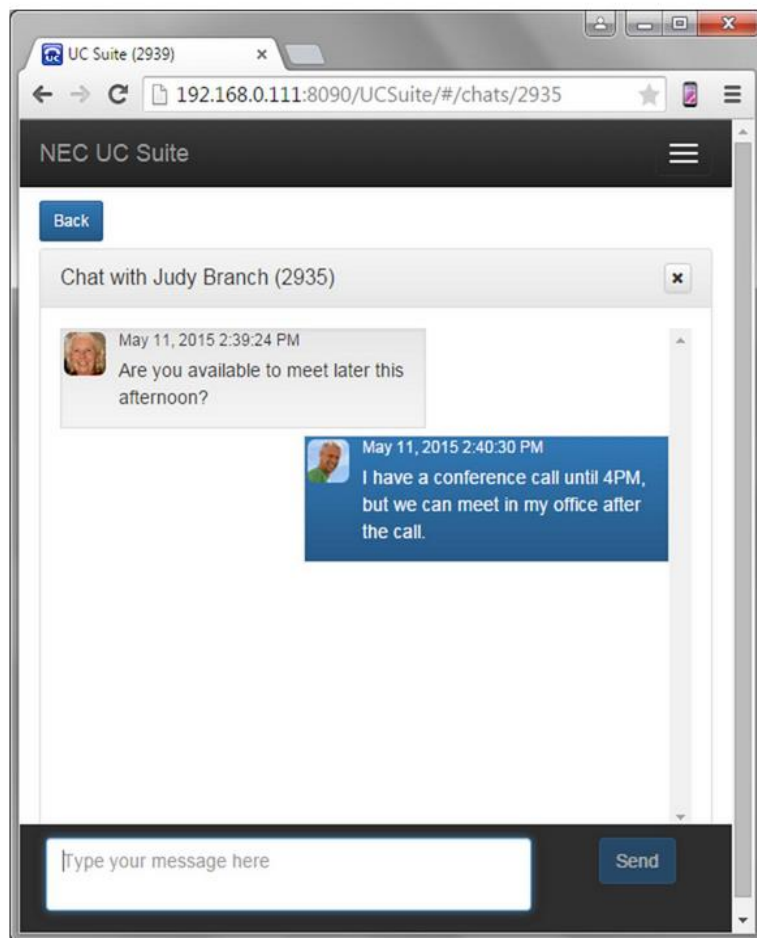 UC Suite (2939)
192.168.0.111:8090/UCSuite/#/chats/2935
NEC UC Suite
Back
Chat with Judy Branch (2935)
May 11, 2015 2:39:24 PM
Are you available to meet later this
afternoon?
May 11, 2015 2:40:30 PM
I have a conference call until 4PM,
but we can meet in my office after
the call.
Type your message here
Send